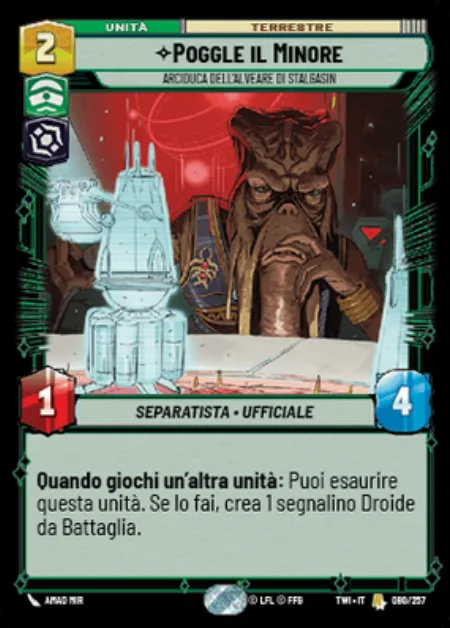 2
UNITÀ
TERRESTRE
POGGLE IL MINORE
ARCIDUCA DELL'ALVEARE DI STALGASIN
1
SEPARATISTA • UFFICIALE
4
Quando giochi un'altra unità: Puoi esaurire
questa unità. Se lo fai, crea 1 segnalino Droide
da Battaglia.
AMAD MIR
© LFL © FFG
TWI • IT
080/257